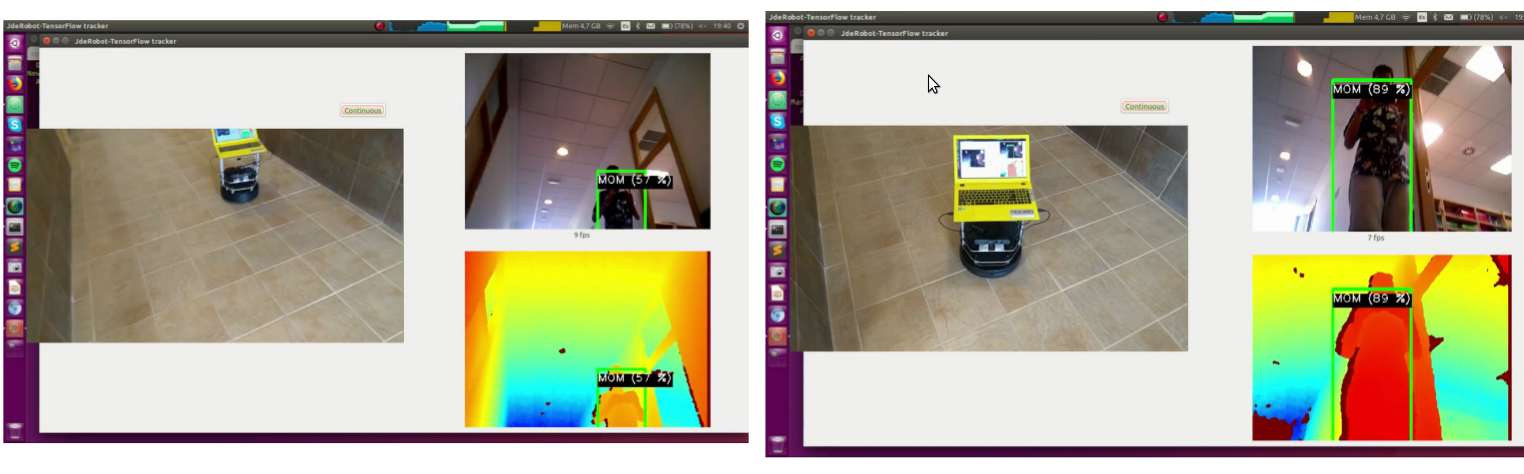 JdeRobot-TensorFlow tracker
Mem 4,7 GB
Es
(78%)
19:40
JdeRobot-TensorFlow tracker
Continuous
MOM (57 %)
9 fps
MOM (57 %)
JdeRobot-TensorFlow tracker
Mem 4,7 GB
Es
(78%)
JdeRobot-TensorFlow tracker
Continuous
MOM (89 %)
7 fps
MOM (89 %)